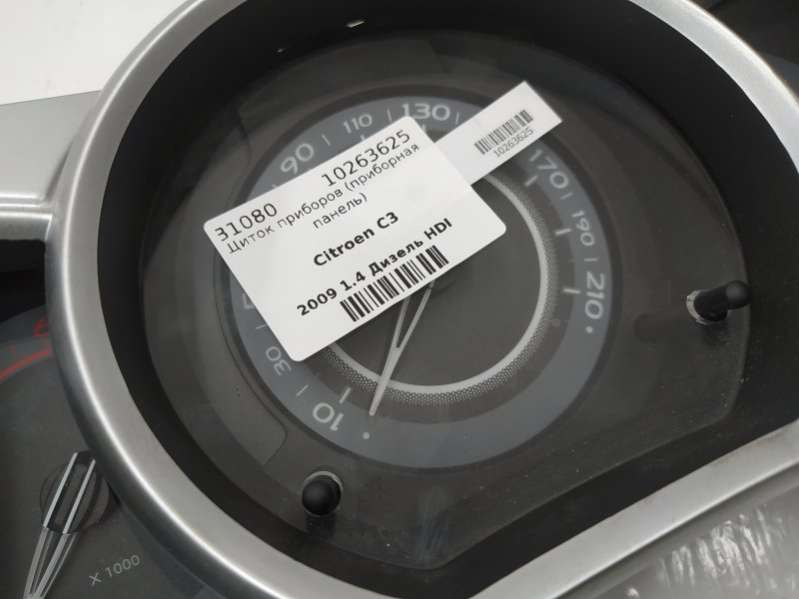 90
110
130
170
190
210
30
10
31080 10263625
Щиток приборов (приборная
панель)
Citroen C3
2009 1.4 Дизель HDI
10263625
X 1000